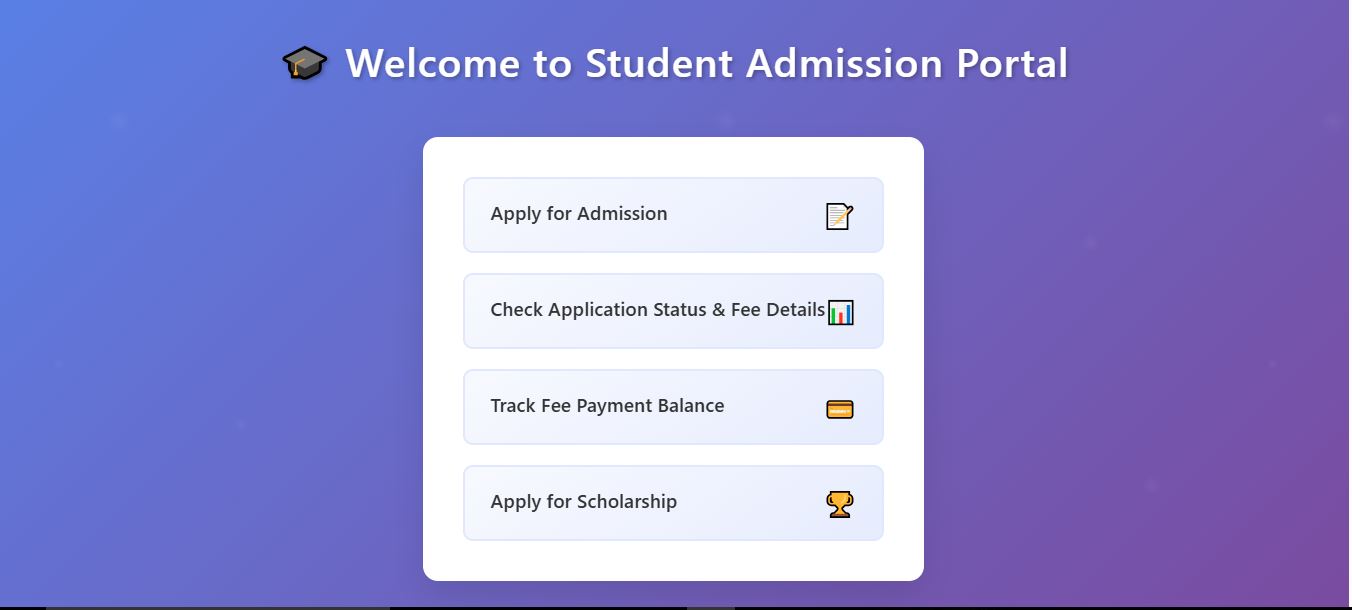 Welcome to Student Admission Portal
Apply for Admission
Check Application Status & Fee Details
Track Fee Payment Balance
Apply for Scholarship